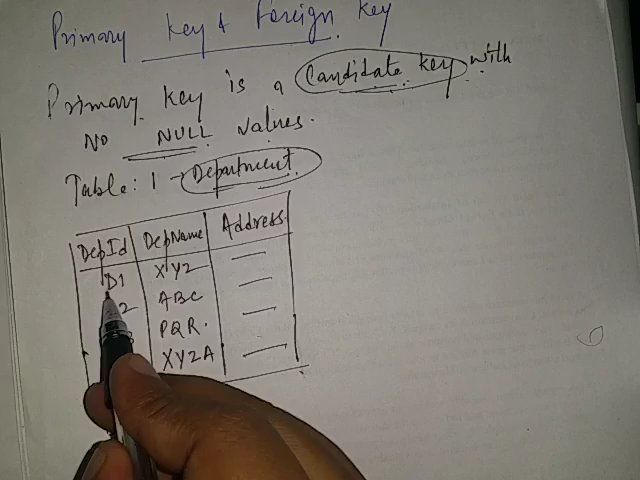 Primary Key & Foreign Key
Primary Key is a Candidate Key with
No NULL values.
Table: 1 → Department
DepId DepName Address
D1 XYZ —
2 ABC —
PQR. —
XYZA —